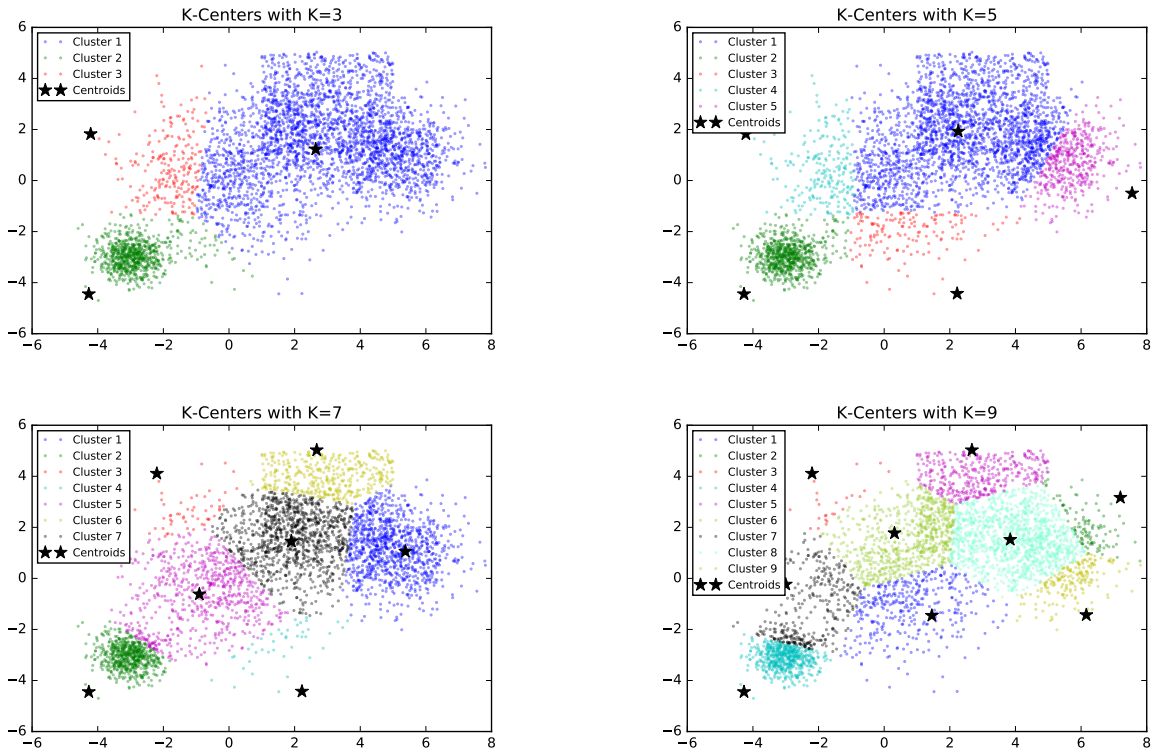 K-Centers with K=3
6
4
2
0
−2
−4
−6
−6
−4
−2
0
2
4
6
8
Cluster 1
Cluster 2
Cluster 3
Centroids
K-Centers with K=5
6
4
2
0
−2
−4
−6
−6
−4
−2
0
2
4
6
8
Cluster 1
Cluster 2
Cluster 3
Cluster 4
Cluster 5
Centroids
K-Centers with K=7
6
4
2
0
−2
−4
−6
−6
−4
−2
0
2
4
6
8
Cluster 1
Cluster 2
Cluster 3
Cluster 4
Cluster 5
Cluster 6
Cluster 7
Centroids
K-Centers with K=9
6
4
2
0
−2
−4
−6
−6
−4
−2
0
2
4
6
8
Cluster 1
Cluster 2
Cluster 3
Cluster 4
Cluster 5
Cluster 6
Cluster 7
Cluster 8
Cluster 9
Centroids